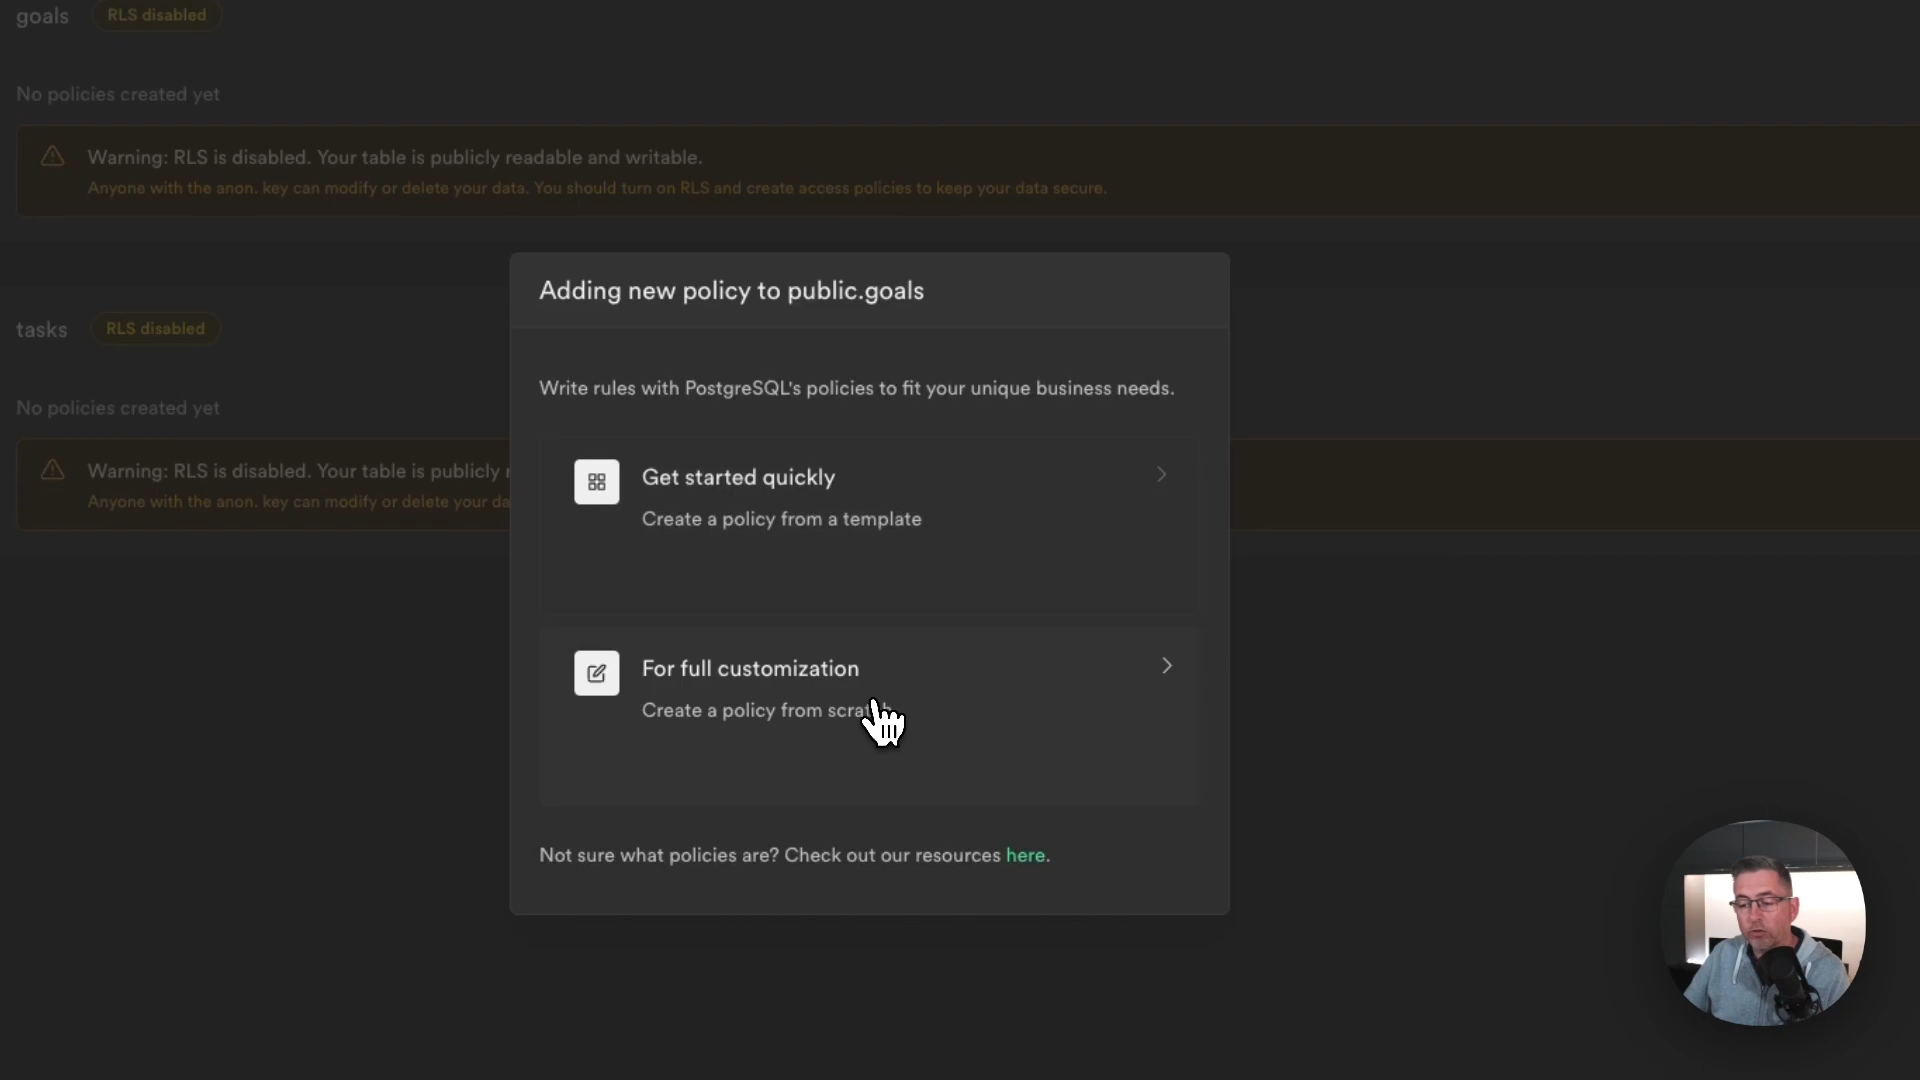 goals RLS disabled
No policies created yet
Warning: RLS is disabled. Your table is publicly readable and writable.
Anyone with the anon. key can modify or delete your data. You should turn on RLS and create access policies to keep your data secure.
tasks RLS disabled
No policies created yet
Warning: RLS is disabled. Your table is publicly
Anyone with the anon. key can modify or delete your
Adding new policy to public.goals
Write rules with PostgreSQL's policies to fit your unique business needs.
Get started quickly
Create a policy from a template
For full customization
Create a policy from scratch
Not sure what policies are? Check out our resources here.